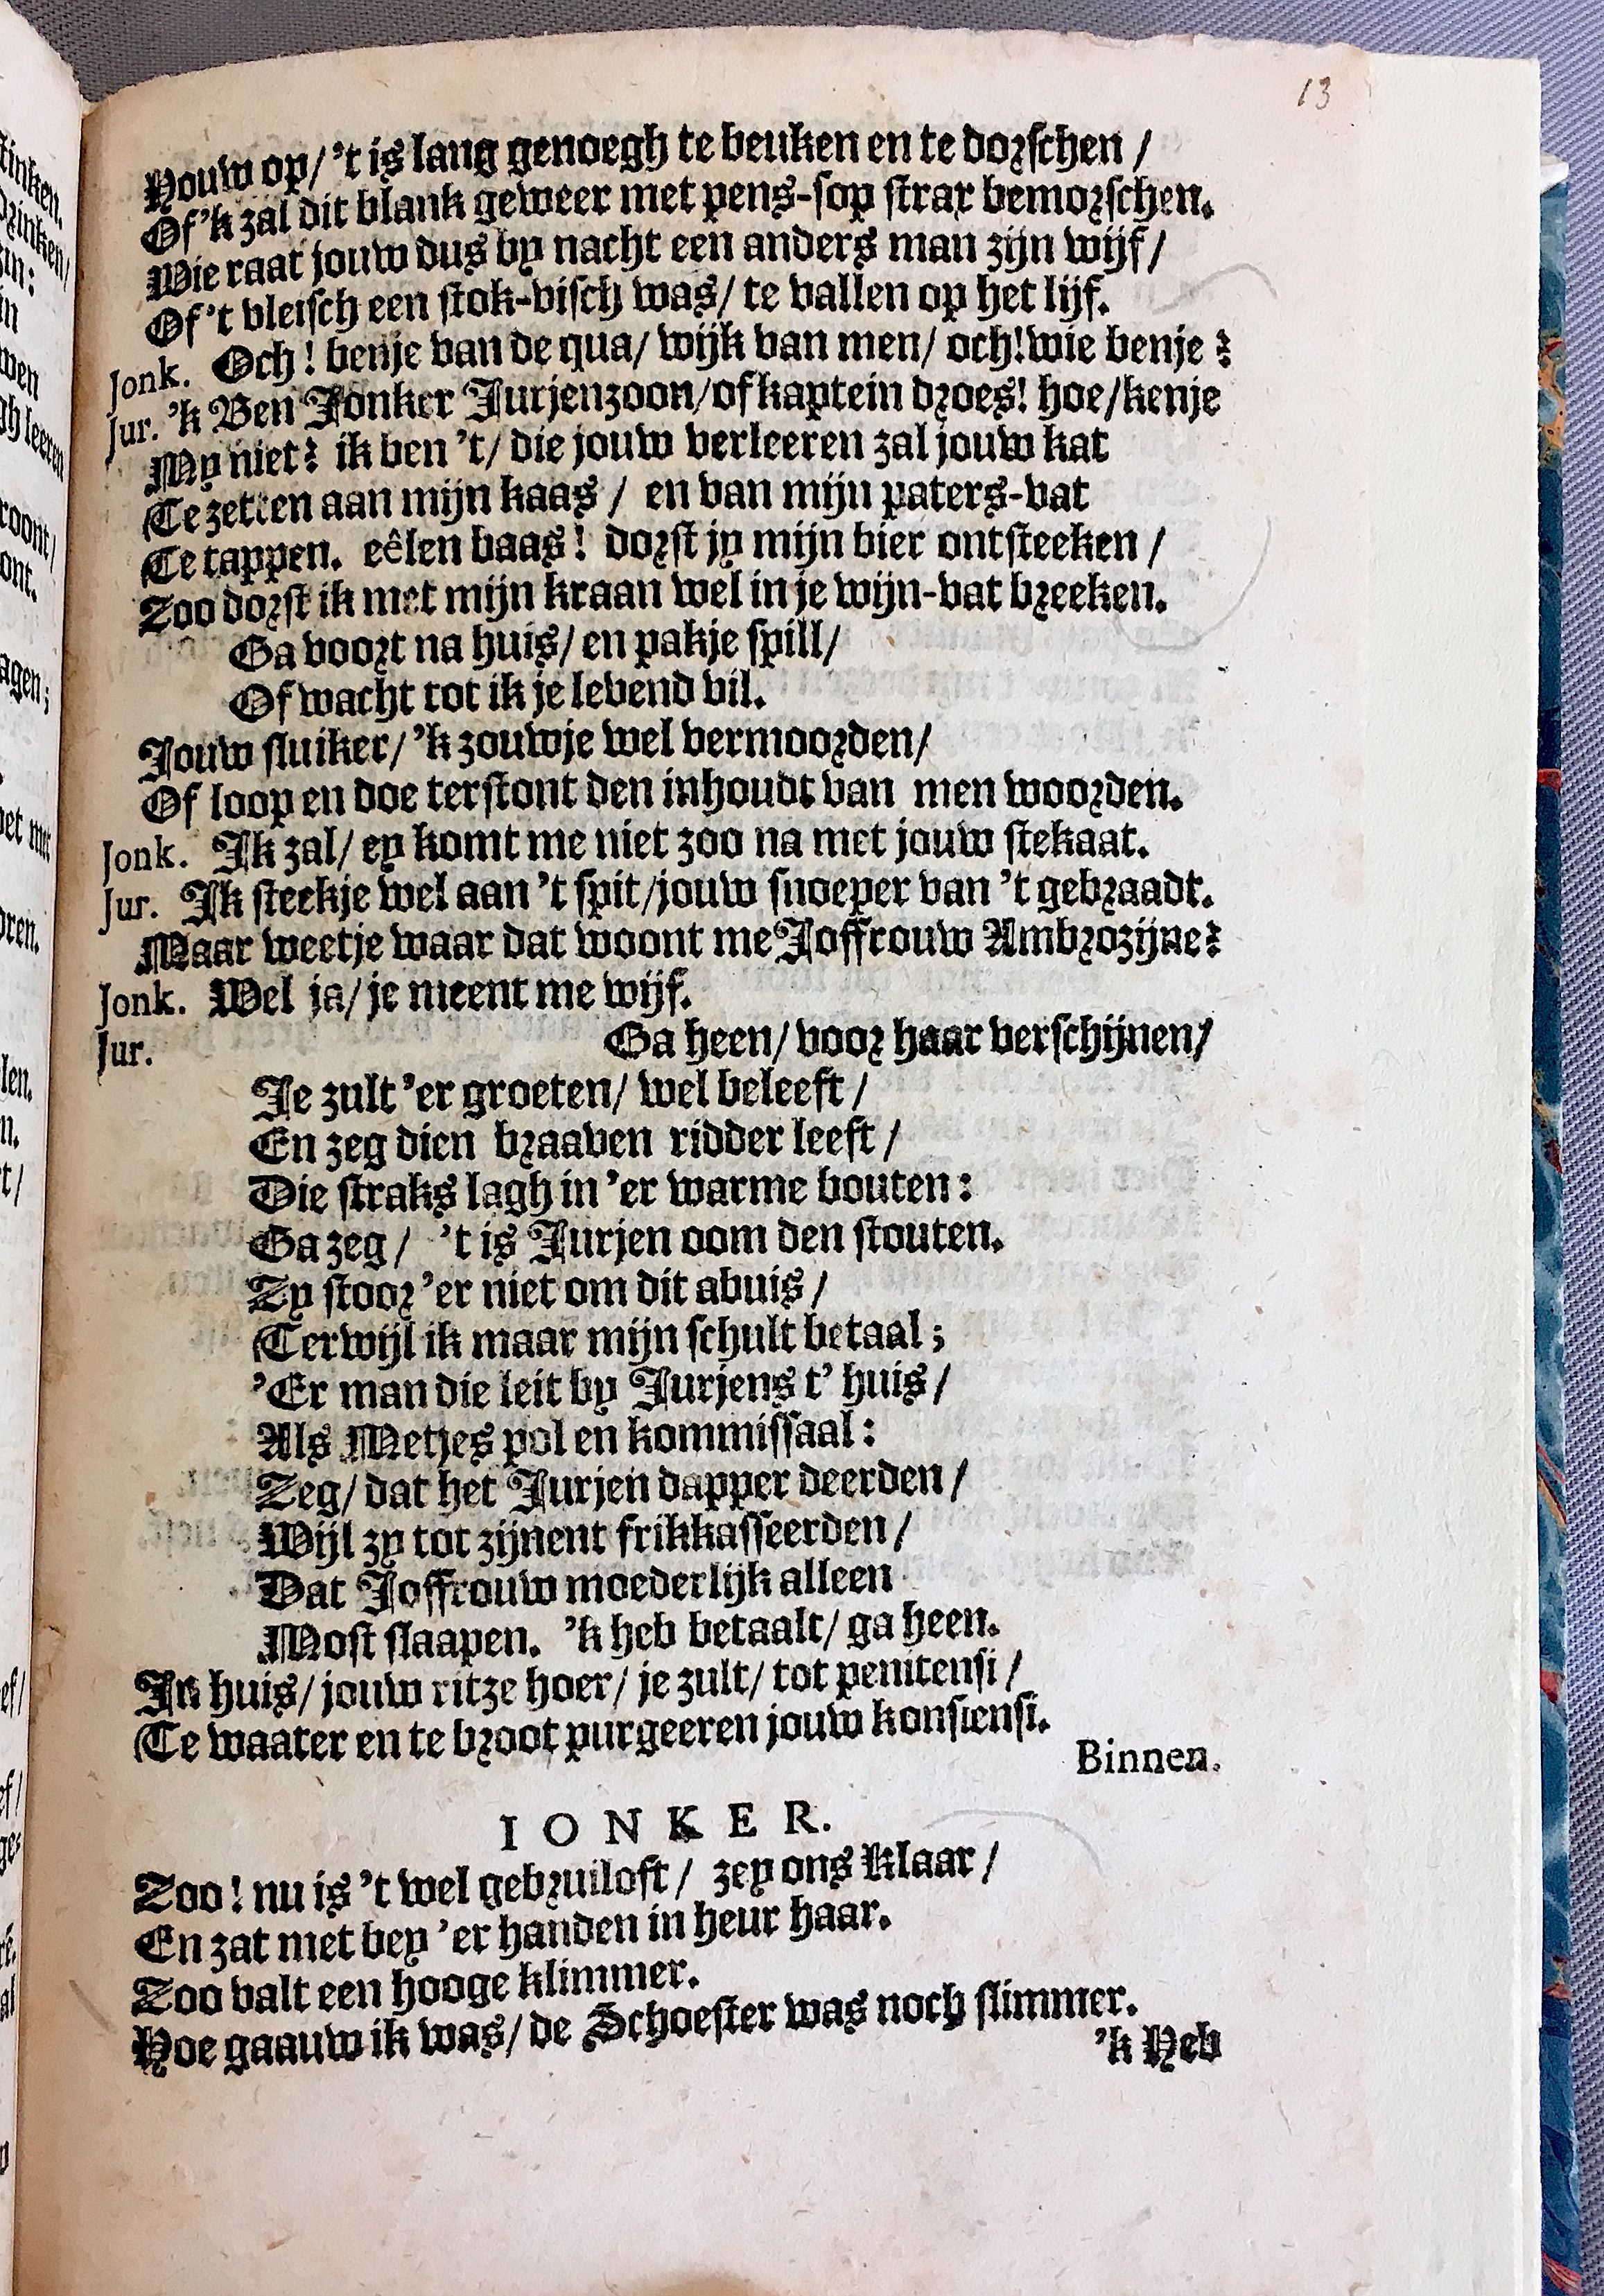 13
Houw op/ 't is lang genoegh te beuken en te dorschen /
Of 'k zal dit blank geweer met pens-sop strax bemorschen.
Wie raat jouw dus by nacht een anders man zijn wijf/
Of 't vleisch een stok-visch was/ te vallen op het lijf.
Jonk. Och! benje van de qua/ wijk van men/ och! wie benje?
Jur. 'k Ben Jonker Jurjenzoon/ of kaptein droes! hoe/ kenje
My niet? ik ben 't/ die jouw verleeren zal jouw kat
Te zetten aan mijn kaas / en van mijn paters-vat
Te tappen. eêlen baas! dorst jy mijn bier ontsteeken /
Zoo dorst ik met mijn kraan wel in je wijn-vat breeken.
Ga voort na huis/ en pakje spill/
Of wacht tot ik je levend vil.
Jouw sluiker/ 'k zouwje wel vermoorden/
Of loop en doe terstont den inhoudt van men woorden.
Jonk. Ik zal/ ey komt me niet zoo na met jouw stekaat.
Jur. Ik steekje wel aan 't spit/ jouw snoeper van 't gebraadt.
Maar weetje waar dat woont me Joffrouw Ambrozijne?
Jonk. Wel ja/ je meent me wijf.
Jur. Ga heen/ voor haar verschijnen/
Je zult 'er groeten/ wel beleeft /
En zeg dien braaven ridder leeft /
Die straks lagh in 'er warme bouten:
Ga zeg / 't is Jurjen oom den stouten.
Zy stoor 'er niet om dit abuis /
Terwijl ik maar mijn schult betaal;
'Er man die leit by Jurjens t' huis /
Als Metjes pol en kommissaal:
Zeg/ dat het Jurjen dapper deerden /
Wijl zy tot zijnent frikkasseerden /
Dat Joffrouw moederlijk alleen
Most slaapen. 'k heb betaalt/ ga heen.
In huis/ jouw ritze hoer/ je zult/ tot penitensi /
Te waater en te broot purgeeren jouw konsiensi.
Binnen.
IONKER.
Zoo! nu is 't wel gebruiloft / zey ons Klaar /
En zat met bey 'er handen in heur haar.
Zoo valt een hooge klimmer.
Hoe gaauw ik was/ de Schoester was noch slimmer.
'k Heb